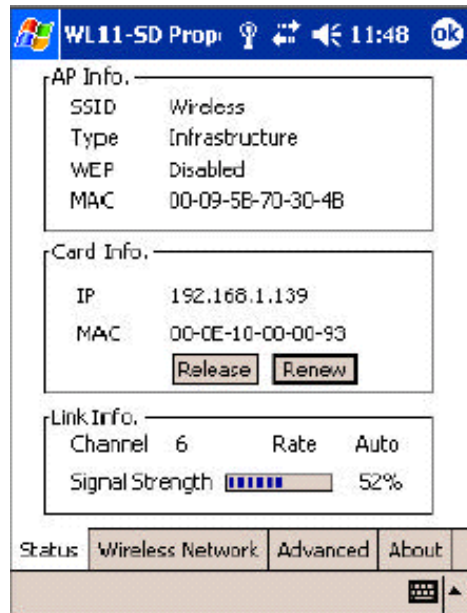 WL11-SD Prop 11:48 ok
AP Info.
SSID Wireless
Type Infrastructure
WEP Disabled
MAC 00-09-5B-70-30-4B
Card Info.
IP 192.168.1.139
MAC 00-0E-10-00-00-93
Release Renew
Link Info.
Channel 6 Rate Auto
Signal Strength 52%
Status Wireless Network Advanced About